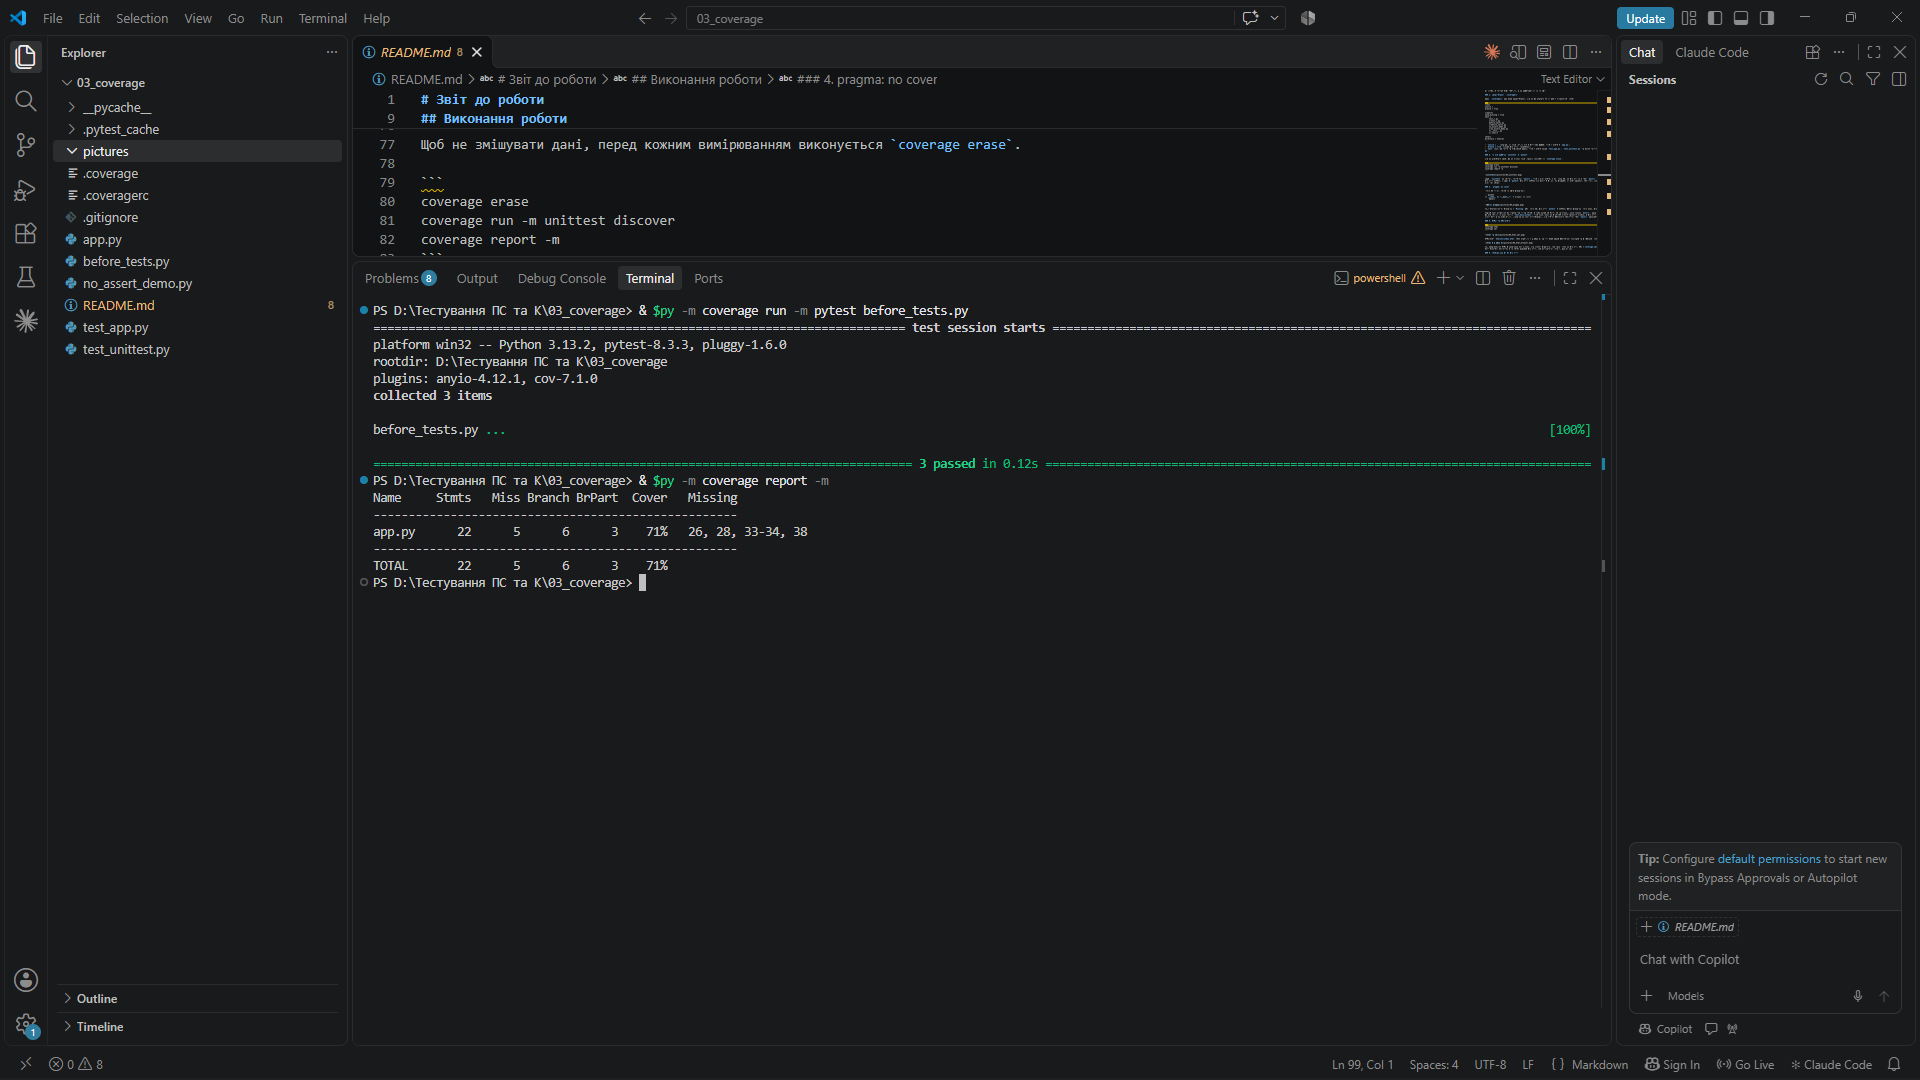 File Edit Selection View Go Run Terminal Help
03_coverage
Update
Explorer
03_coverage
__pycache__
.pytest_cache
pictures
.coverage
.coveragerc
.gitignore
app.py
before_tests.py
no_assert_demo.py
README.md 8
test_app.py
test_unittest.py
Outline
Timeline
README.md 8
README.md > # Звіт до роботи > ## Виконання роботи > ### 4. pragma: no cover
Text Editor
1 # Звіт до роботи
9 ## Виконання роботи
77 Щоб не змішувати дані, перед кожним вимірюванням виконується `coverage erase`.
78
79 ```
80 coverage erase
81 coverage run -m unittest discover
82 coverage report -m
Problems 8 Output Debug Console Terminal Ports
powershell
PS D:\Тестування ПС та К\03_coverage> & $py -m coverage run -m pytest before_tests.py
test session starts
platform win32 -- Python 3.13.2, pytest-8.3.3, pluggy-1.6.0
rootdir: D:\Тестування ПС та К\03_coverage
plugins: anyio-4.12.1, cov-7.1.0
collected 3 items
before_tests.py ... [100%]
3 passed in 0.12s
PS D:\Тестування ПС та К\03_coverage> & $py -m coverage report -m
Name Stmts Miss Branch BrPart Cover Missing
-----------------------------------------------------
app.py 22 5 6 3 71% 26, 28, 33-34, 38
-----------------------------------------------------
TOTAL 22 5 6 3 71%
PS D:\Тестування ПС та К\03_coverage>
Chat Claude Code
Sessions
Tip: Configure default permissions to start new
sessions in Bypass Approvals or Autopilot
mode.
README.md
Chat with Copilot
Models
Copilot
1
0 8
Ln 99, Col 1 Spaces: 4 UTF-8 LF { } Markdown Sign In Go Live Claude Code